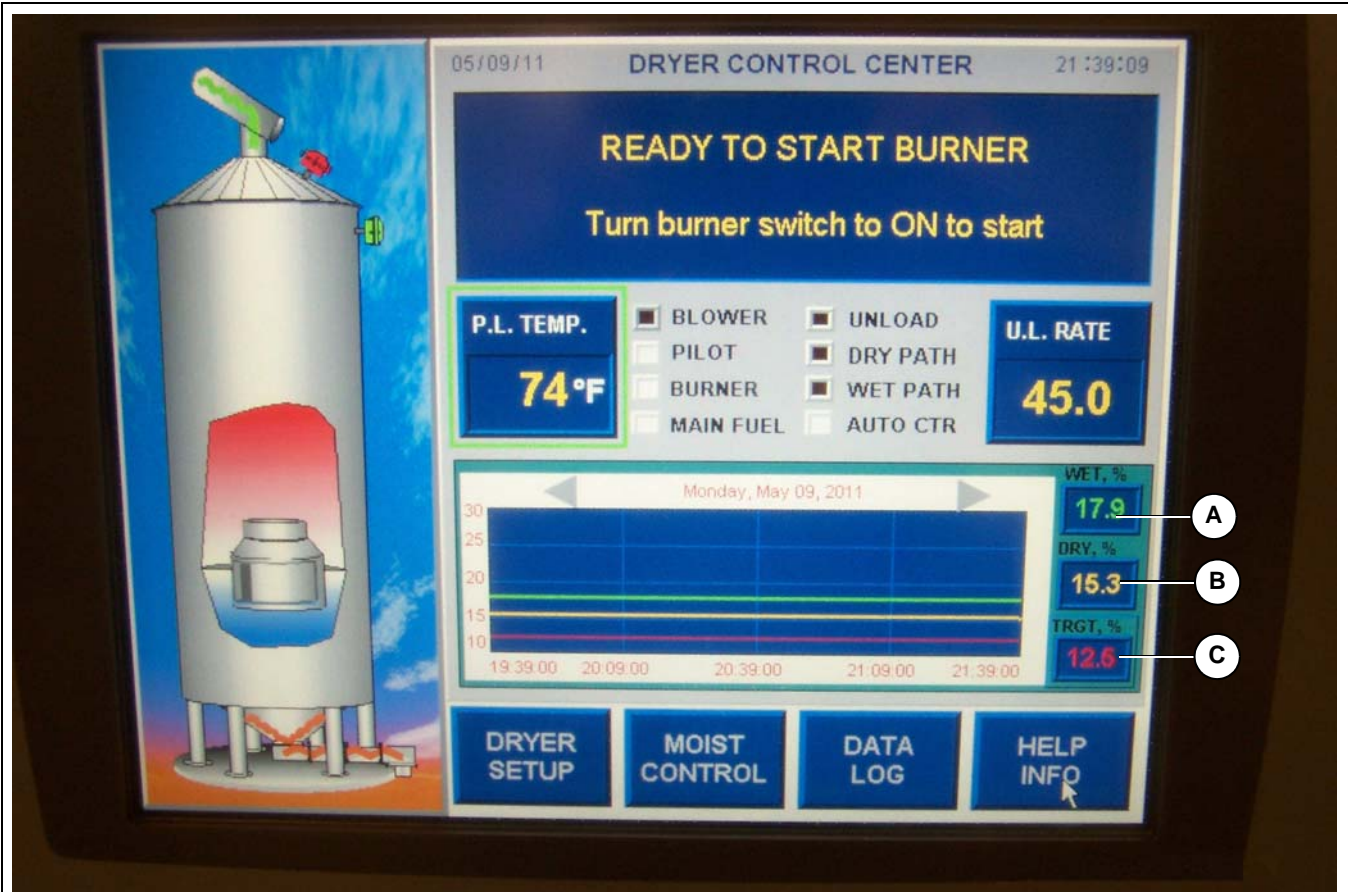 05/09/11 DRYER CONTROL CENTER 21:39:09
READY TO START BURNER
Turn burner switch to ON to start
P.L. TEMP.
74°F
BLOWER
PILOT
BURNER
MAIN FUEL
UNLOAD
DRY PATH
WET PATH
AUTO CTR
U.L. RATE
45.0
Monday, May 09, 2011
30
25
20
15
10
19:39:00 20:09:00 20:39:00 21:09:00 21:39:00
WET, %
17.9
A
DRY, %
15.3
B
TRGT, %
12.5
C
DRYER
SETUP
MOIST
CONTROL
DATA
LOG
HELP
INFO